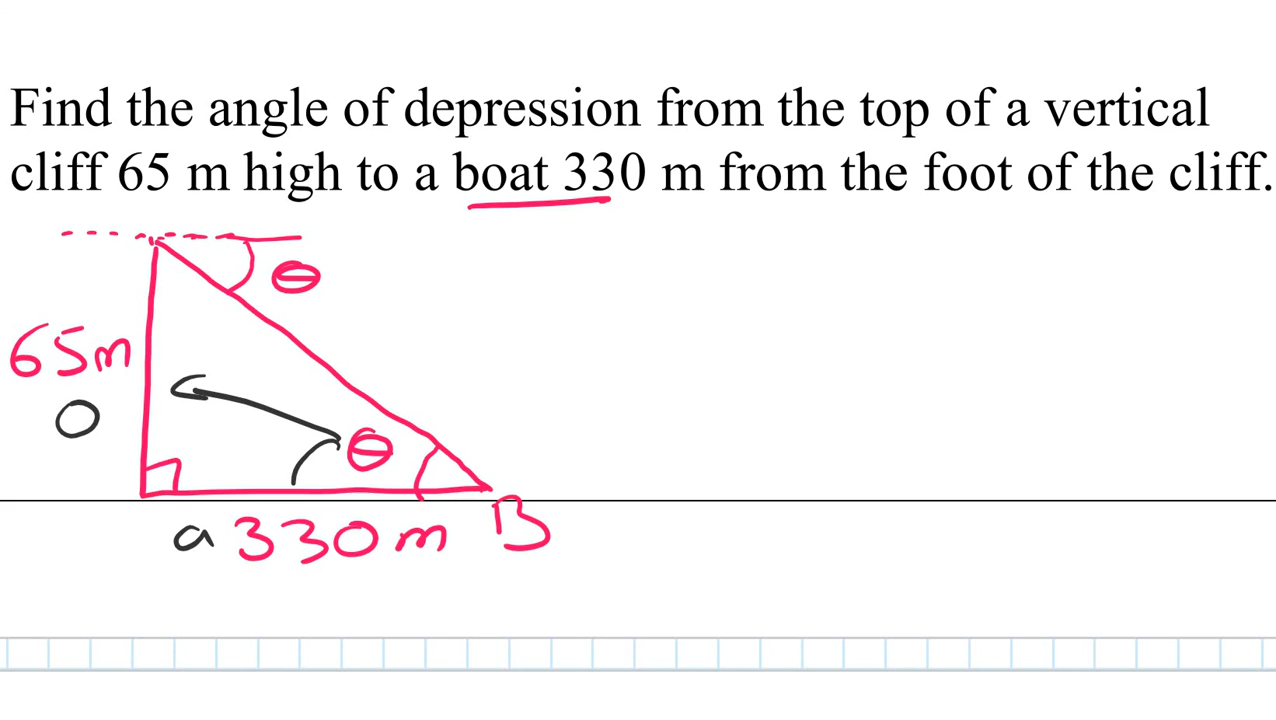 Find the angle of depression from the top of a vertical
cliff 65 m high to a boat 330 m from the foot of the cliff.
θ
65m
O
θ
a 330 m B